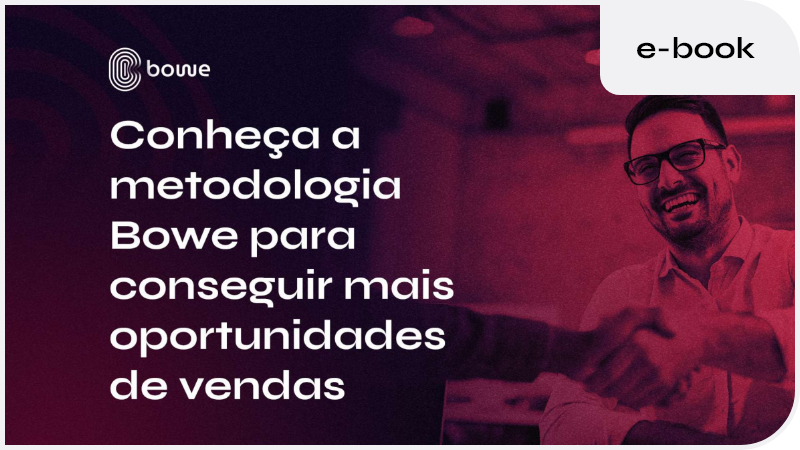 e-book
bowe
Conheça a
metodologia
Bowe para
conseguir mais
oportunidades
de vendas